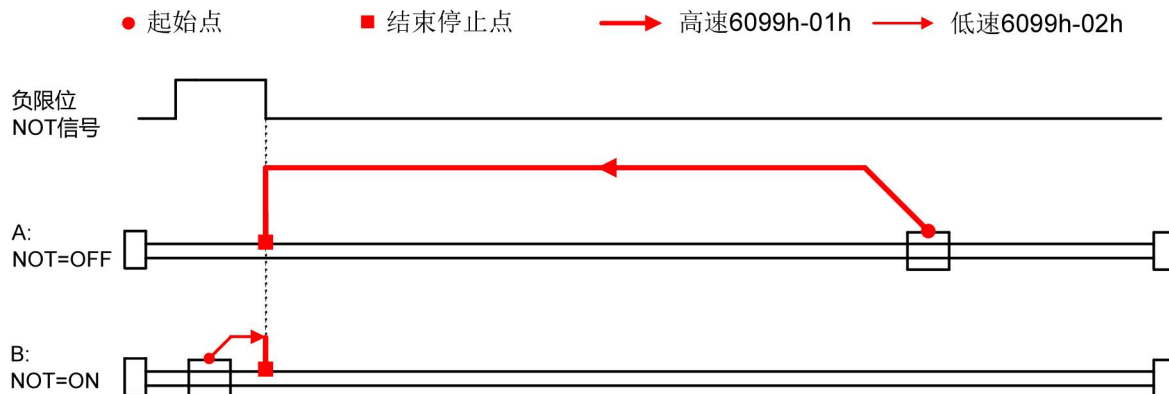 起始点 结束停止点 高速6099h-01h 低速6099h-02h
负限位
NOT信号
A:
NOT=OFF
B:
NOT=ON